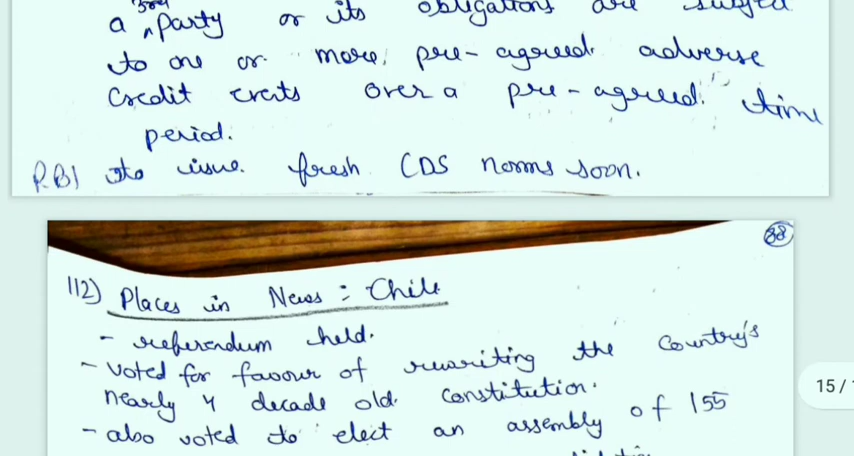 a 3rd party or its obligations are subject
to one or more, pre-agreed adverse
Credit events over a pre-agreed time
period.
RBI to issue fresh CDS norms soon.
88
112) Places in News : Chile
- referendum held.
- voted for favour of rewriting the Country's
nearly 4 decade old constitution.
- also voted to elect an assembly of 155
15/